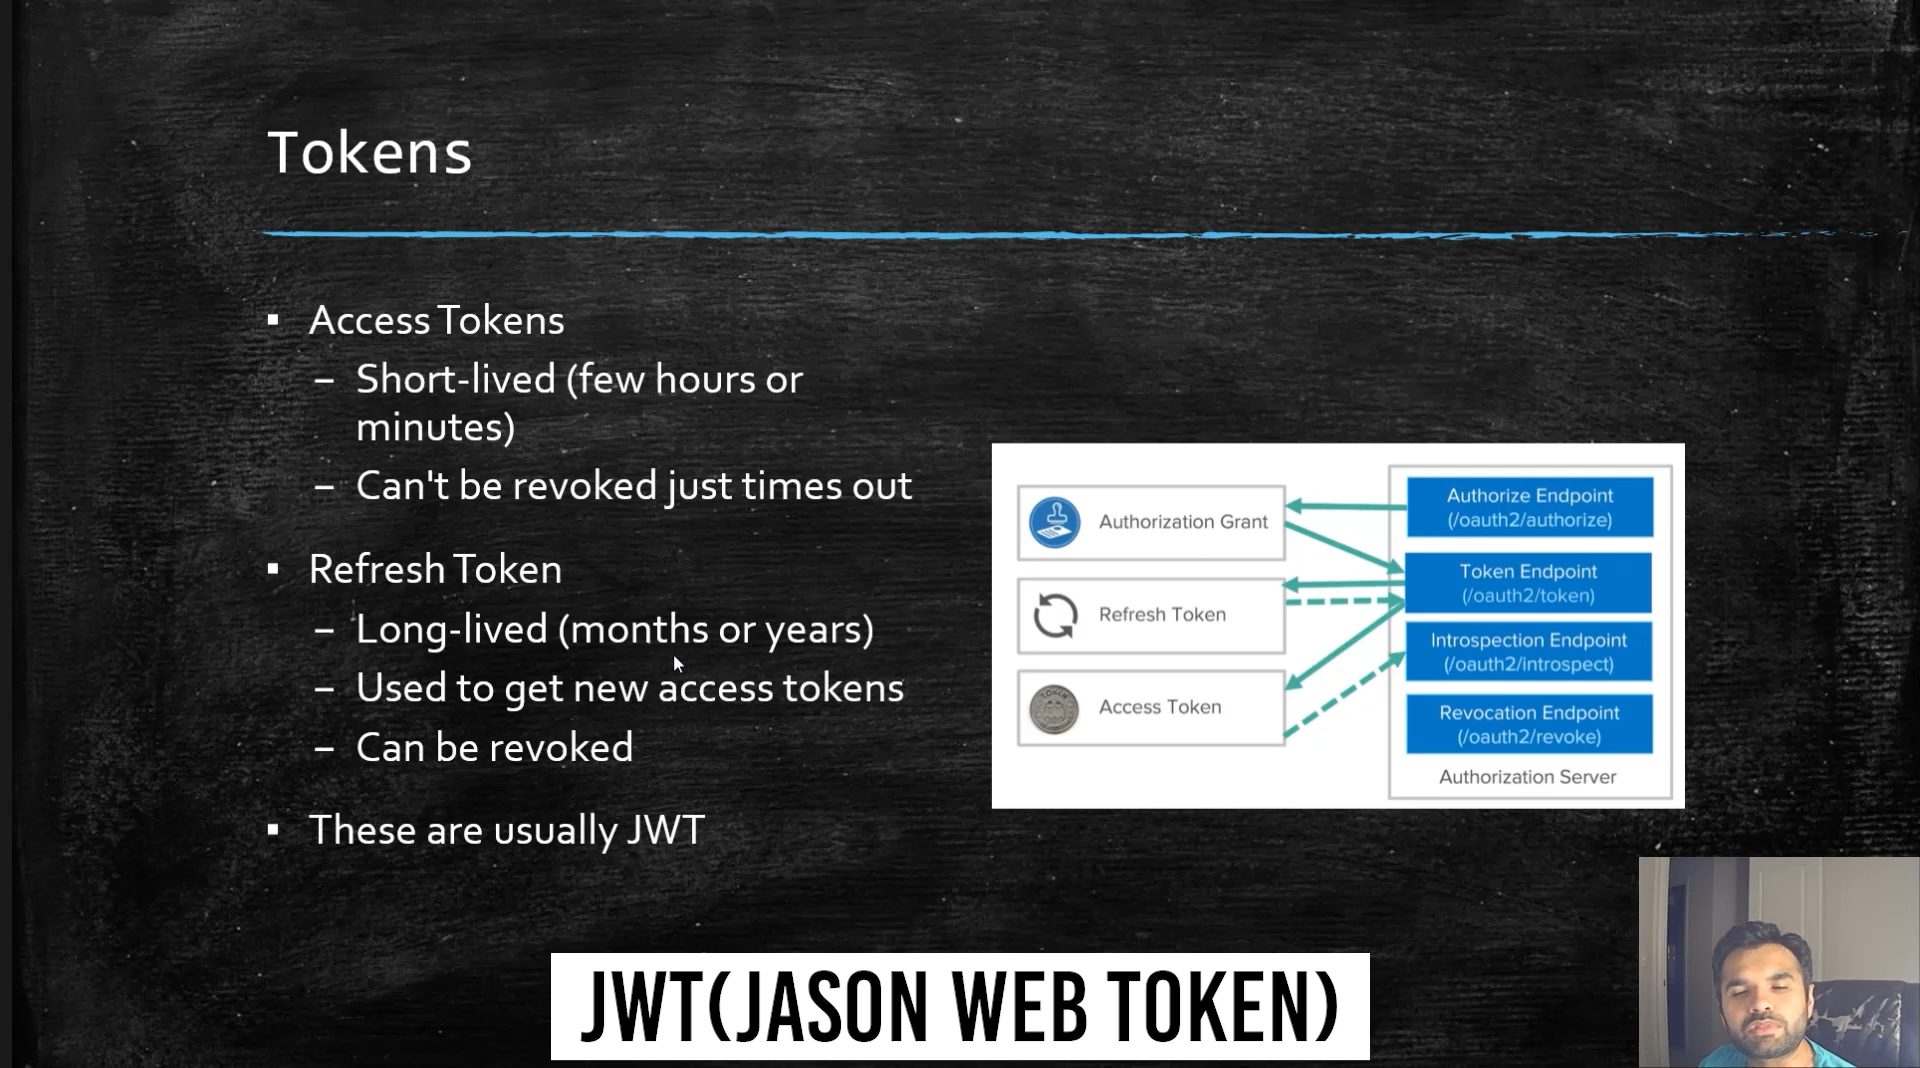 Tokens
▪ Access Tokens
– Short-lived (few hours or
minutes)
– Can't be revoked just times out
▪ Refresh Token
– Long-lived (months or years)
– Used to get new access tokens
– Can be revoked
▪ These are usually JWT
Authorization Grant
Refresh Token
Access Token
TOKEN
Authorize Endpoint
(/oauth2/authorize)
Token Endpoint
(/oauth2/token)
Introspection Endpoint
(/oauth2/introspect)
Revocation Endpoint
(/oauth2/revoke)
Authorization Server
JWT(JASON WEB TOKEN)